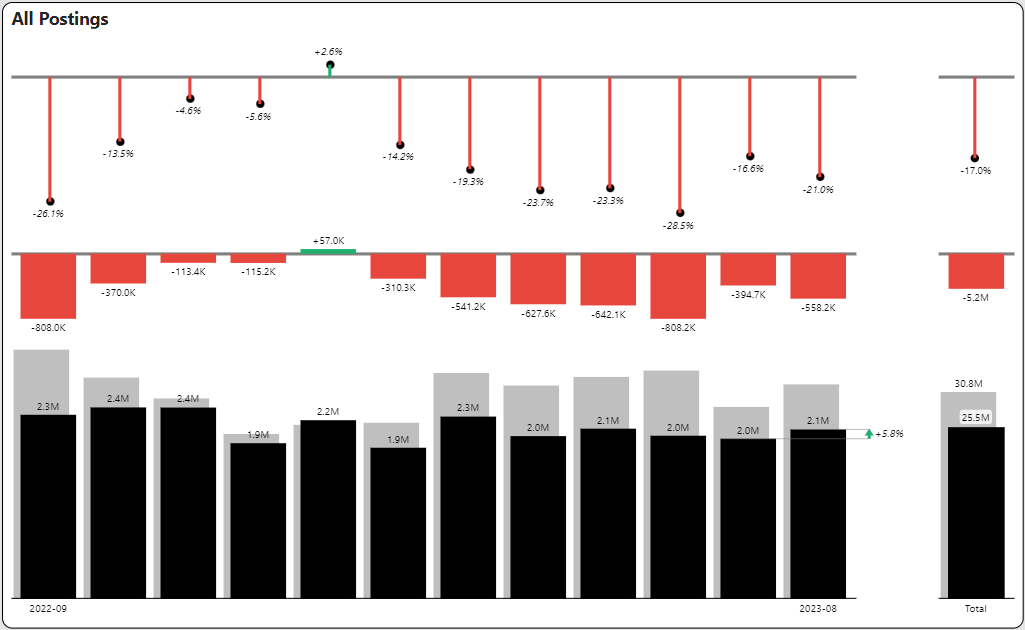 All Postings
+2.6%
-4.6%
-5.6%
-13.5%
-14.2%
-16.6%
-17.0%
-19.3%
-21.0%
-23.7%
-23.3%
-26.1%
-28.5%
+57.0K
-113.4K
-115.2K
-310.3K
-370.0K
-394.7K
-5.2M
-541.2K
-558.2K
-627.6K
-642.1K
-808.0K
-808.2K
30.8M
2.3M
2.4M
2.4M
1.9M
2.2M
1.9M
2.3M
2.0M
2.1M
2.0M
2.0M
2.1M
+5.8%
25.5M
2022-09
2023-08
Total